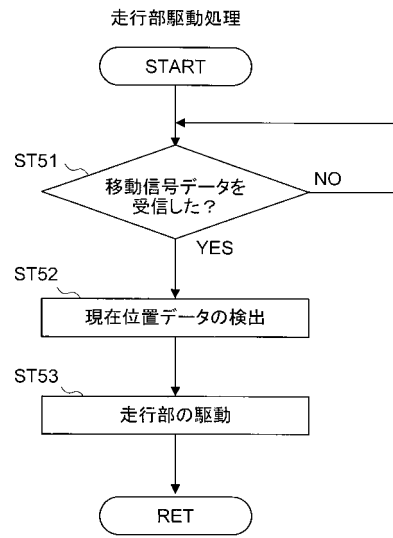 走行部駆動処理
START
ST51
移動信号データを
受信した？
NO
YES
ST52
現在位置データの検出
ST53
走行部の駆動
RET